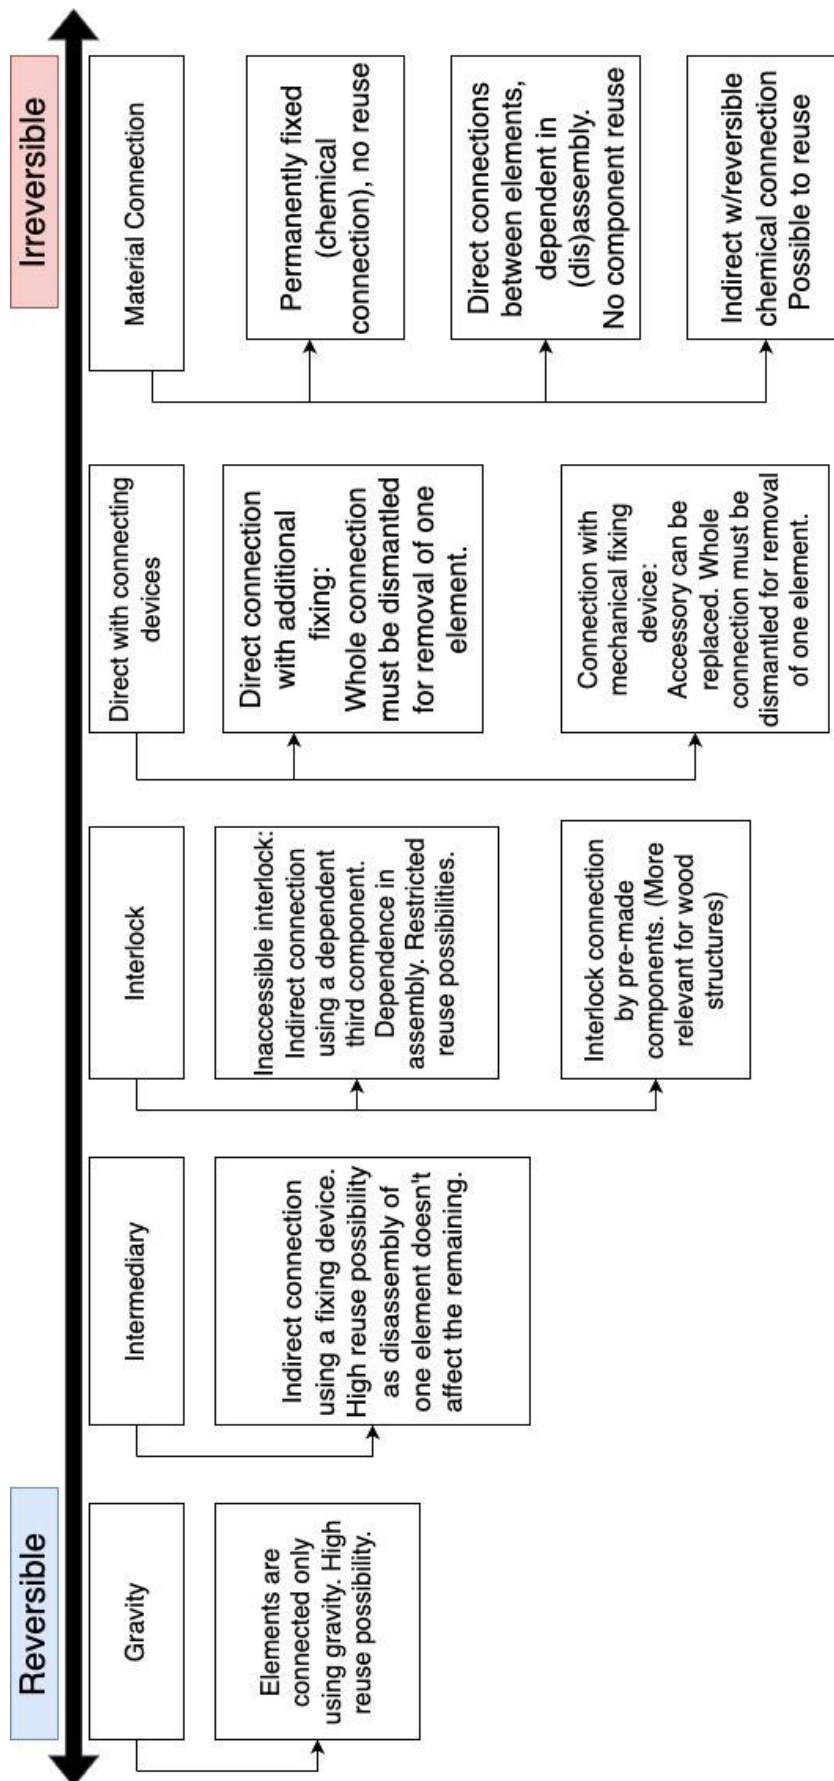 Reversible
Irreversible
Gravity
Elements are
connected only
using gravity. High
reuse possibility.
Intermediary
Indirect connection
using a fixing device.
High reuse possibility
as disassembly of
one element doesn't
affect the remaining.
Interlock
Inaccessible interlock:
Indirect connection
using a dependent
third component.
Dependence in
assembly. Restricted
reuse possibilities.
Interlock connection
by pre-made
components. (More
relevant for wood
structures)
Direct with connecting
devices
Direct connection
with additional
fixing:
Whole connection
must be dismantled
for removal of one
element.
Connection with
mechanical fixing
device:
Accessory can be
replaced. Whole
connection must be
dismantled for removal
of one element.
Material Connection
Permanently fixed
(chemical
connection), no reuse
Direct connections
between elements,
dependent in
(dis)assembly.
No component reuse
Indirect w/reversible
chemical connection
Possible to reuse